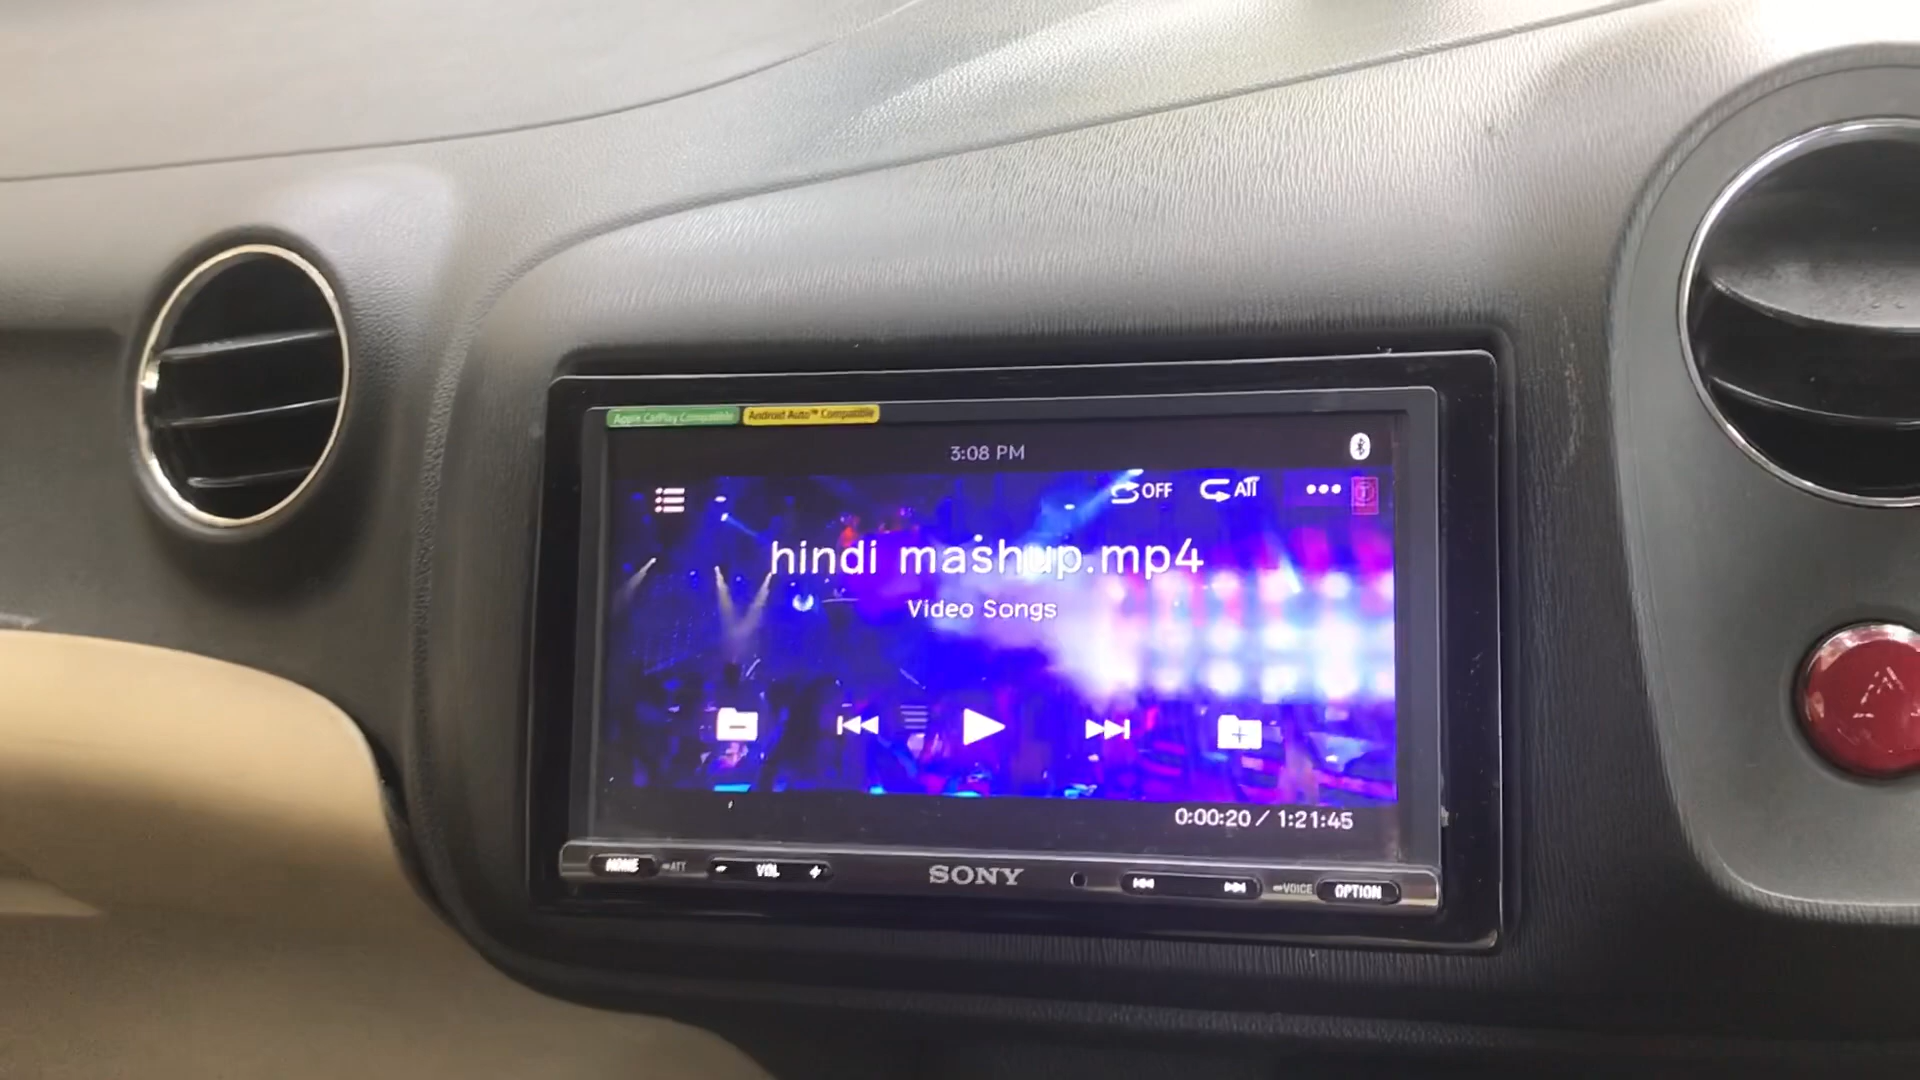 Apple CarPlay Compatible
Android Auto™ Compatible
3:08 PM
OFF
All
hindi mashup.mp4
Video Songs
0:00:20 / 1:21:45
HOME
ATT
- VOL +
SONY
VOICE
OPTION